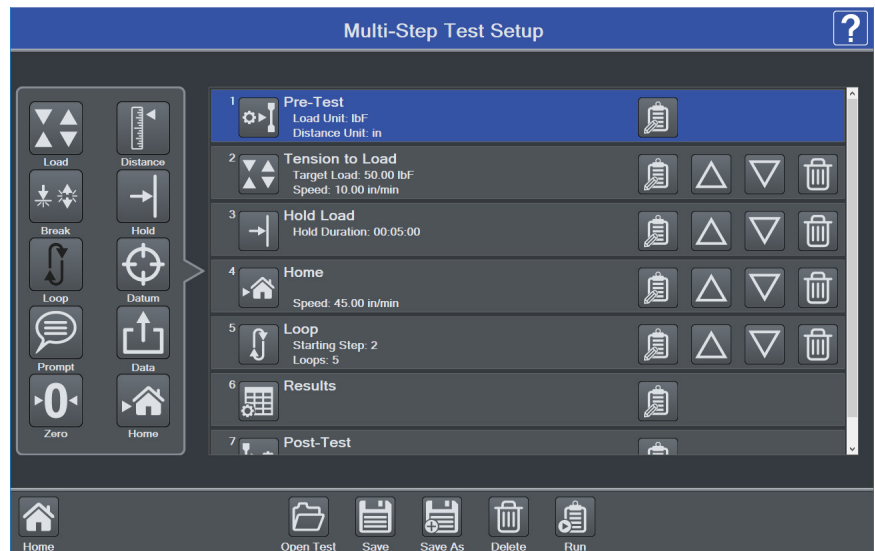 Multi-Step Test Setup
?
Load
Distance
Break
Hold
Loop
Datum
Prompt
Data
0
Zero
Home
1
Pre-Test
Load Unit: lbF
Distance Unit: in
2
Tension to Load
Target Load: 50.00 lbF
Speed: 10.00 in/min
3
Hold Load
Hold Duration: 00:05:00
4
Home
Speed: 45.00 in/min
5
Loop
Starting Step: 2
Loops: 5
6
Results
7
Post-Test
Home
Open Test
Save
Save As
Delete
Run